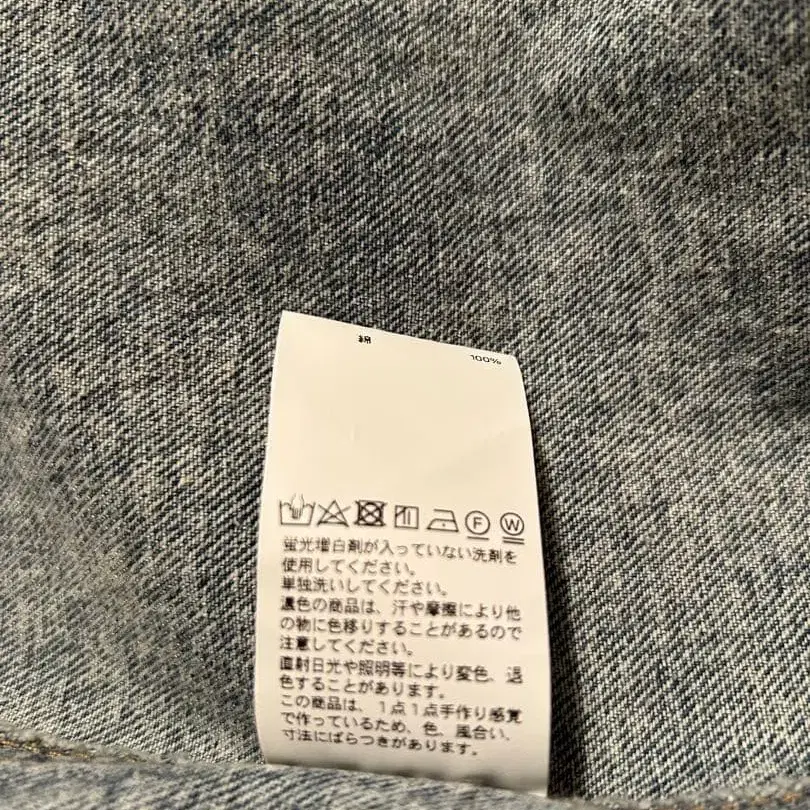 綿 100%
F W
蛍光増白剤が入っていない洗剤を
使用してください。
単独洗いしてください。
濃色の商品は、汗や摩擦により他
の物に色移りすることがあるので
注意してください。
直射日光や照明等により変色、退
色することがあります。
この商品は、1点1点手作り感覚
で作っているため、色、風合い、
寸法にばらつきがあります。